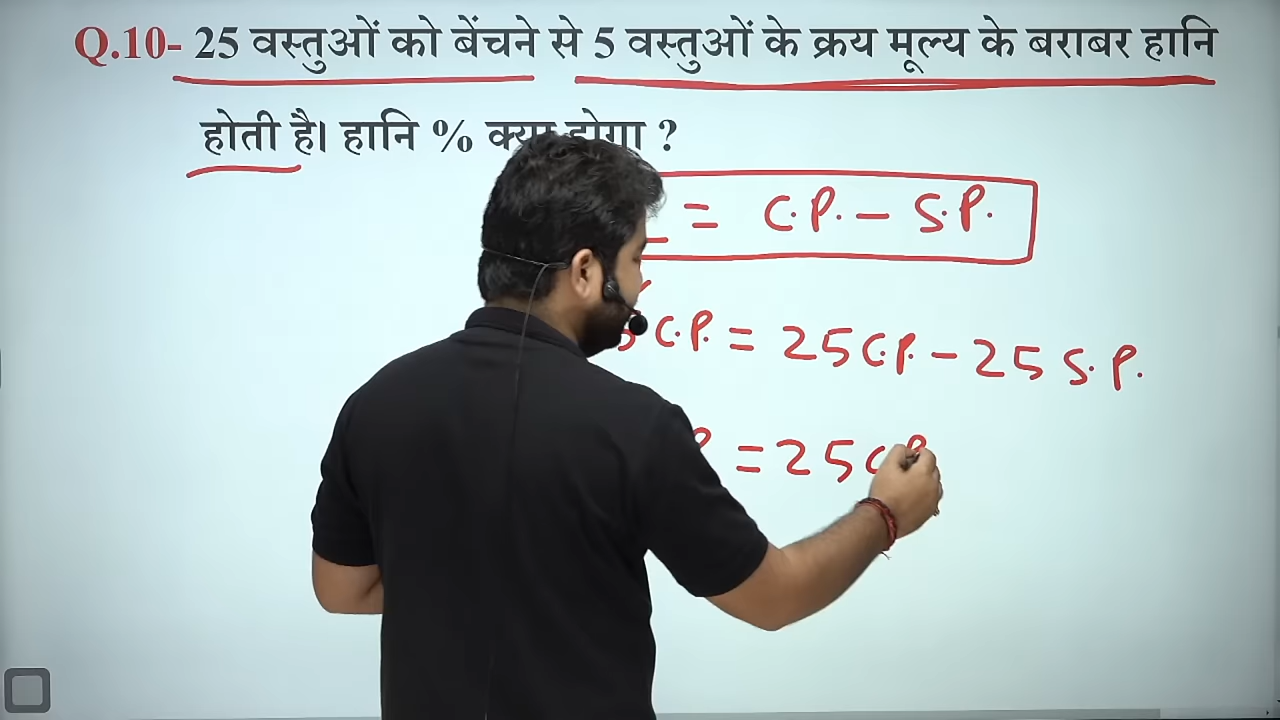 Q.10- 25 वस्तुओं को बेंचने से 5 वस्तुओं के क्रय मूल्य के बराबर हानि
होती है। हानि % क्या होगा ?
= C.P. - S.P.
C.P. = 25C.P. - 25 S.P.
= 25 C.P.